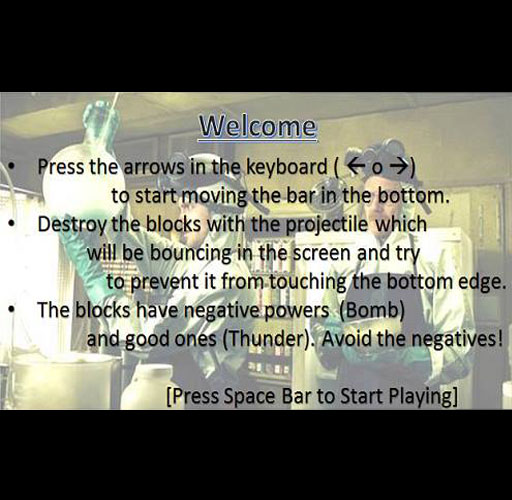 Welcome
• Press the arrows in the keyboard ( ← o →)
to start moving the bar in the bottom.
• Destroy the blocks with the projectile which
will be bouncing in the screen and try
to prevent it from touching the bottom edge.
• The blocks have negative powers (Bomb)
and good ones (Thunder). Avoid the negatives!
[Press Space Bar to Start Playing]